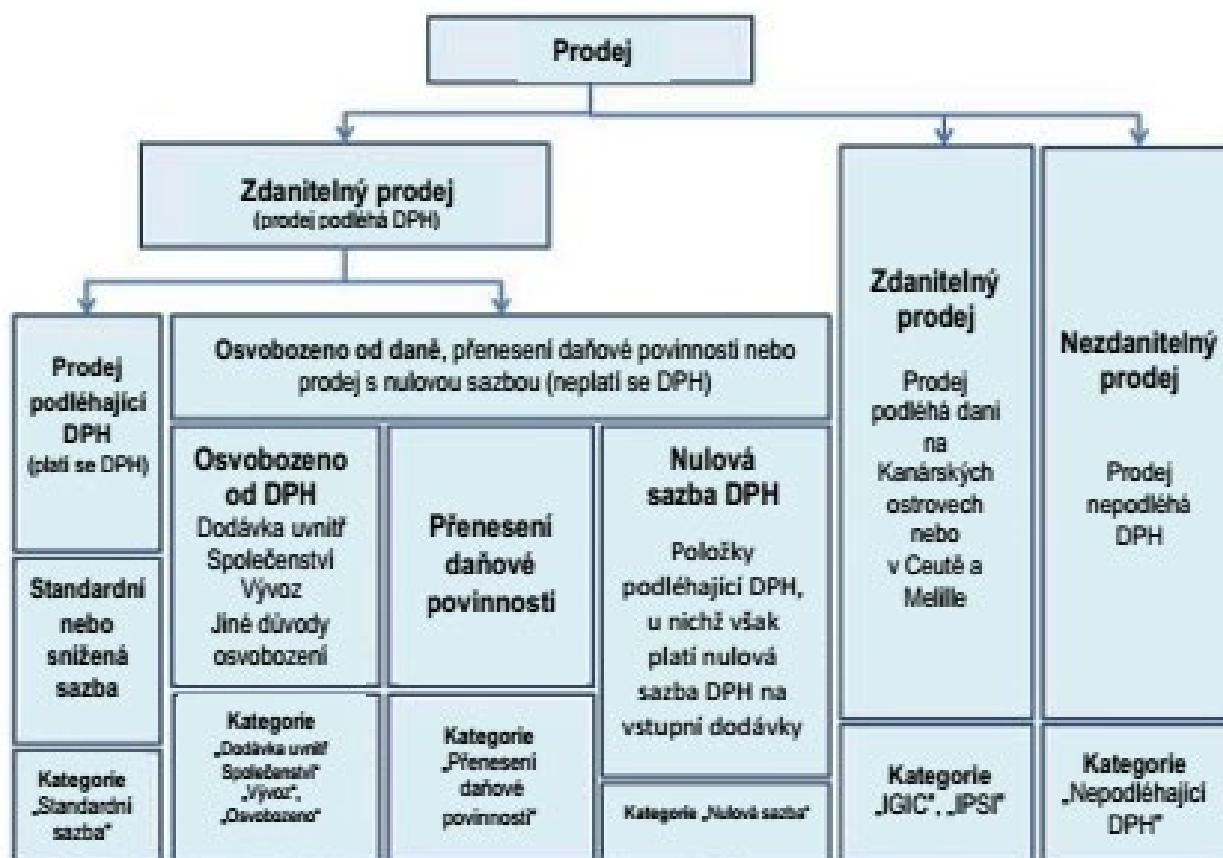 Prodej
Zdanitelný prodej
(prodej podléhá DPH)
Prodej
podléhající
DPH
(platí se DPH)
Standardní
nebo
snížená
sazba
Kategorie
„Standardní
sazba“
Osvobozeno od daně, přenesení daňové povinnosti nebo
prodej s nulovou sazbou (neplatí se DPH)
Osvobozeno
od DPH
Dodávka uvnitř
Společenství
Vývoz
Jiné důvody
osvobození
Kategorie
„Dodávka uvnitř
Společenství“
„Vývoz“,
„Osvobozeno“
Přenesení
daňové
povinnosti
Kategorie
„Přenesení
daňové
povinnosti“
Nulová
sazba DPH
Položky
podléhající DPH,
u nichž však
platí nulová
sazba DPH na
vstupní dodávky
Kategorie „Nulová sazba“
Zdanitelný
prodej
Prodej
podléhá dani
na
Kanárských
ostrovech
nebo
v Ceutě a
Melille
Kategorie
„IGIC“, „IPSI“
Nezdanitelný
prodej
Prodej
nepodléhá
DPH
Kategorie
„Nepodléhající
DPH“